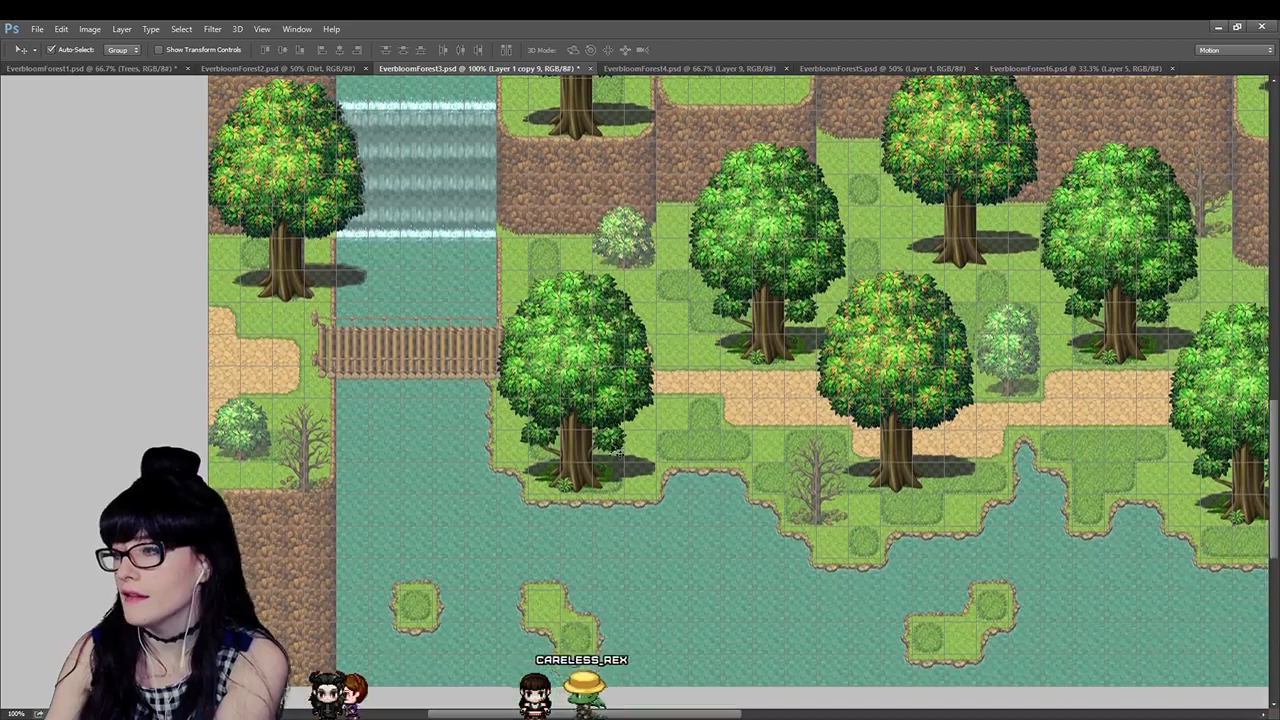 Ps File Edit Image Layer Type Select Filter 3D View Window Help
Auto-Select: Group Show Transform Controls 3D Mode: Motion
EverbloomForest1.psd @ 66.7% (Trees, RGB/8#) * × EverbloomForest2.psd @ 50% (Dirt, RGB/8#) × EverbloomForest3.psd @ 100% (Layer 1 copy 9, RGB/8#) * × EverbloomForest4.psd @ 66.7% (Layer 9, RGB/8#) × EverbloomForest5.psd @ 50% (Layer 1, RGB/8#) × EverbloomForest6.psd @ 33.3% (Layer 5, RGB/8#) ×
CARELESS_REX
100%